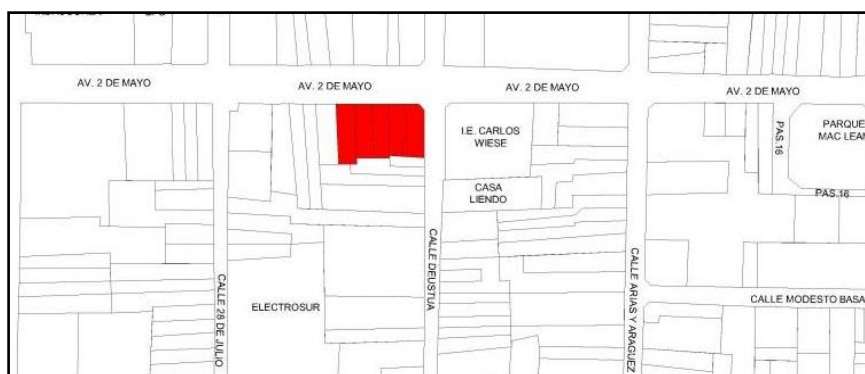 AV. 2 DE MAYO
AV. 2 DE MAYO
AV. 2 DE MAYO
AV. 2 DE MAYO
I.E. CARLOS
WIESE
PAS.16
PARQUE
MAC LEAN
CASA
LIENDO
PAS.16
CALLE 28 DE JULIO
ELECTROSUR
CALLE DEUSTUA
CALLE ARIAS Y ARAGUEZ
CALLE MODESTO BASA